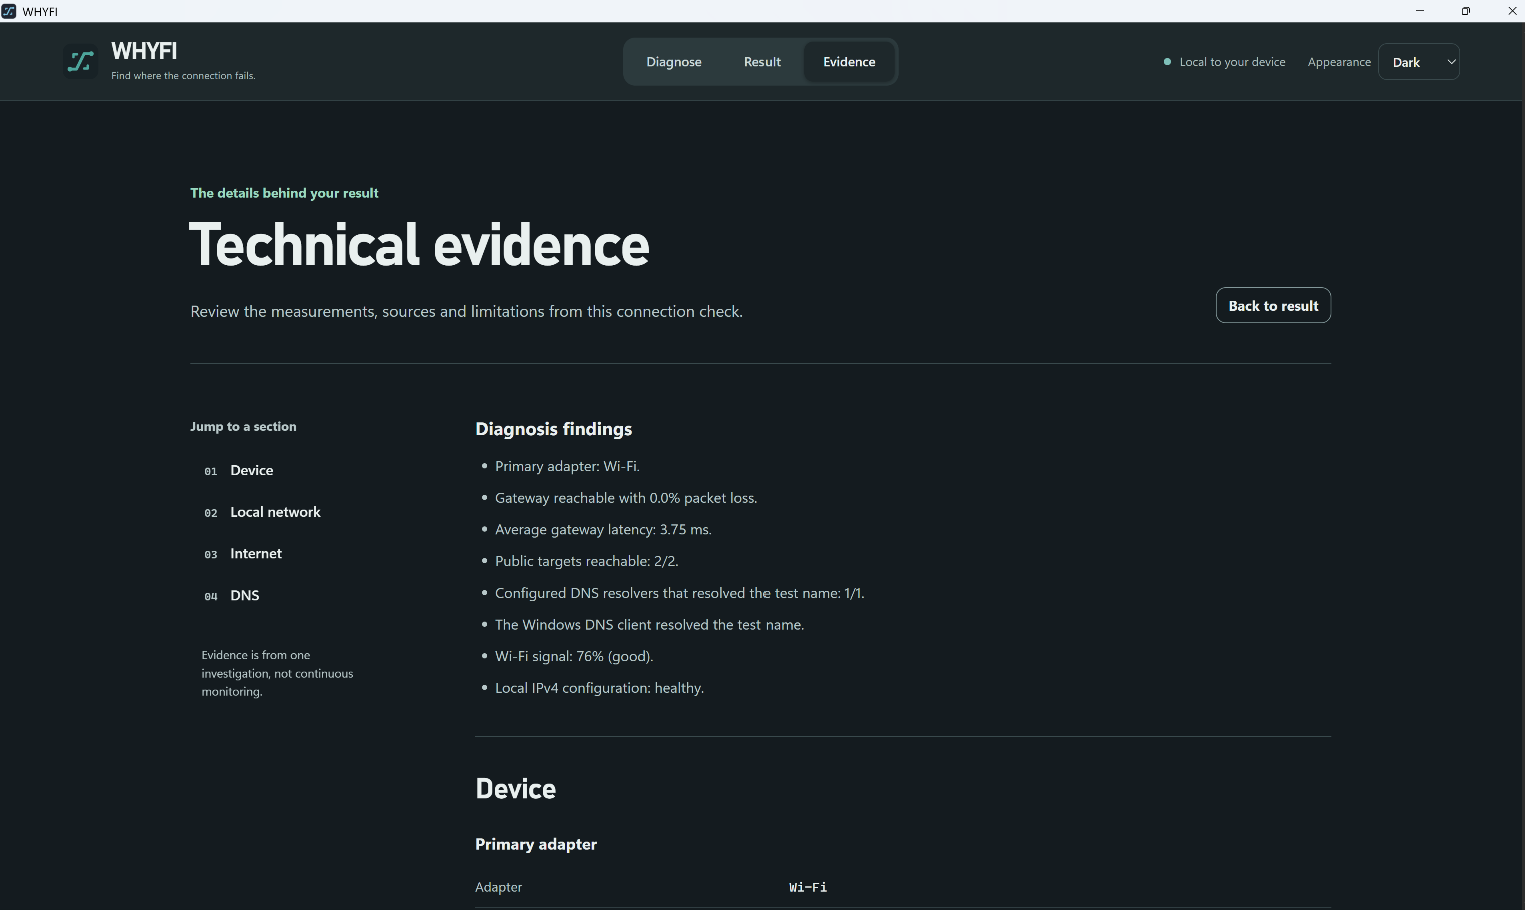 WHYFI
WHYFI
Find where the connection fails.
Diagnose
Result
Evidence
Local to your device
Appearance
Dark
The details behind your result
Technical evidence
Review the measurements, sources and limitations from this connection check.
Back to result
Jump to a section
01 Device
02 Local network
03 Internet
04 DNS
Evidence is from one
investigation, not continuous
monitoring.
Diagnosis findings
Primary adapter: Wi-Fi.
Gateway reachable with 0.0% packet loss.
Average gateway latency: 3.75 ms.
Public targets reachable: 2/2.
Configured DNS resolvers that resolved the test name: 1/1.
The Windows DNS client resolved the test name.
Wi-Fi signal: 76% (good).
Local IPv4 configuration: healthy.
Device
Primary adapter
Adapter Wi-Fi